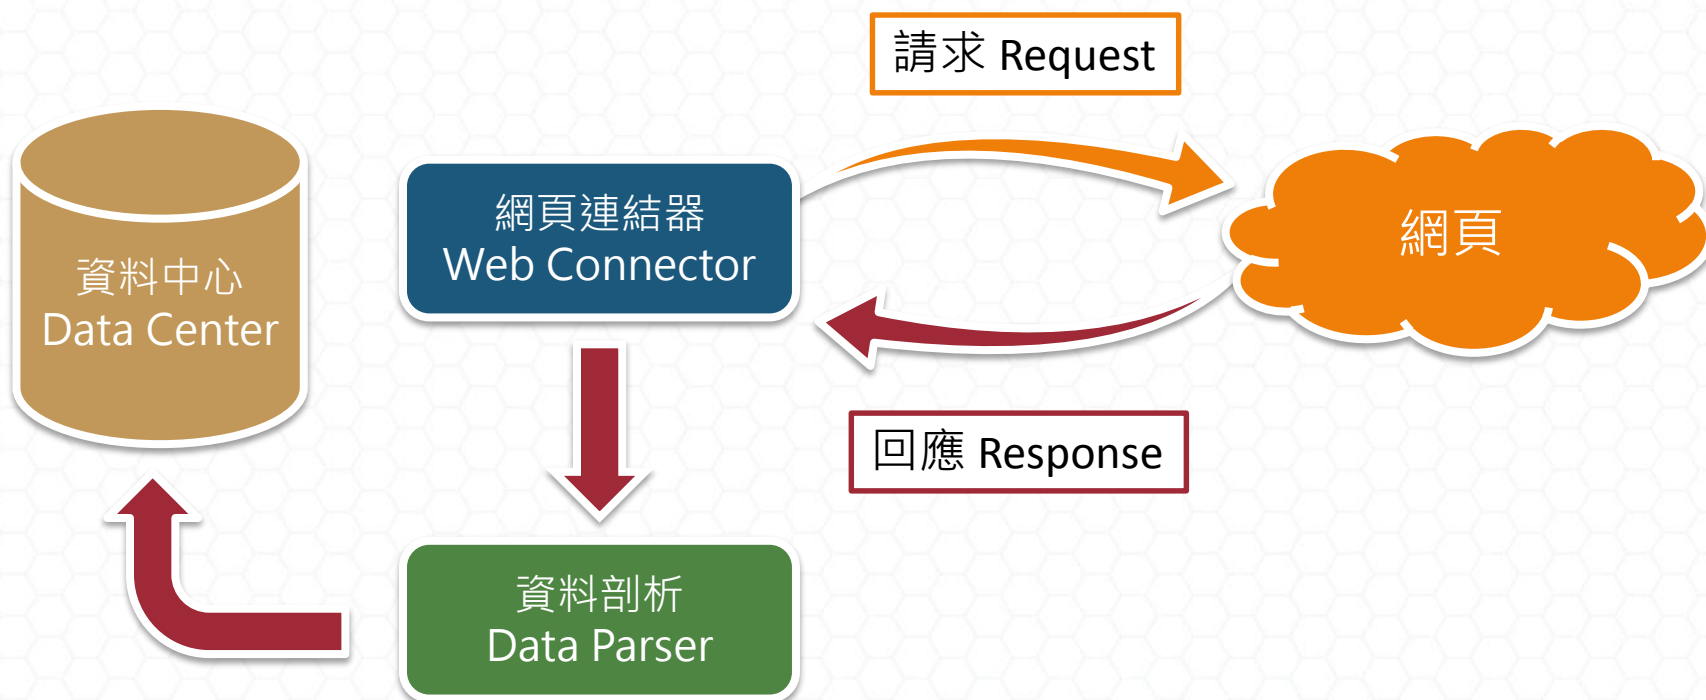 請求 Request
網頁連結器
Web Connector
網頁
資料中心
Data Center
回應 Response
資料剖析
Data Parser